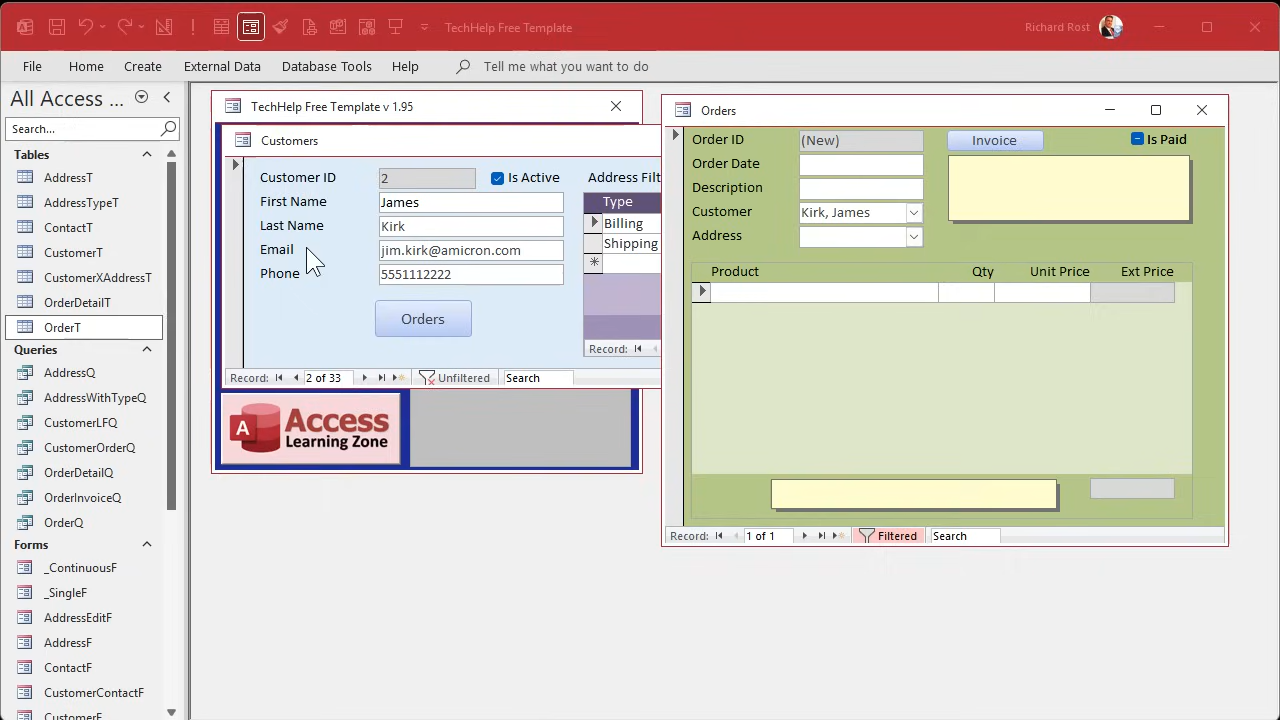 TechHelp Free Template
Richard Rost
File Home Create External Data Database Tools Help Tell me what you want to do
All Access ...
Search...
Tables
AddressT
AddressTypeT
ContactT
CustomerT
CustomerXAddressT
OrderDetailT
OrderT
Queries
AddressQ
AddressWithTypeQ
CustomerLFQ
CustomerOrderQ
OrderDetailQ
OrderInvoiceQ
OrderQ
Forms
_ContinuousF
_SingleF
AddressEditF
AddressF
ContactF
CustomerContactF
CustomerF
TechHelp Free Template v 1.95
Customers
Customer ID 2 Is Active Address Filt
First Name James
Last Name Kirk
Email jim.kirk@amicron.com
Phone 5551112222
Type
Billing
Shipping
Orders
Record:
Record: 2 of 33 Unfiltered Search
A Access
Learning Zone
Orders
Order ID (New) Invoice Is Paid
Order Date
Description
Customer Kirk, James
Address
Product Qty Unit Price Ext Price
Record: 1 of 1 Filtered Search